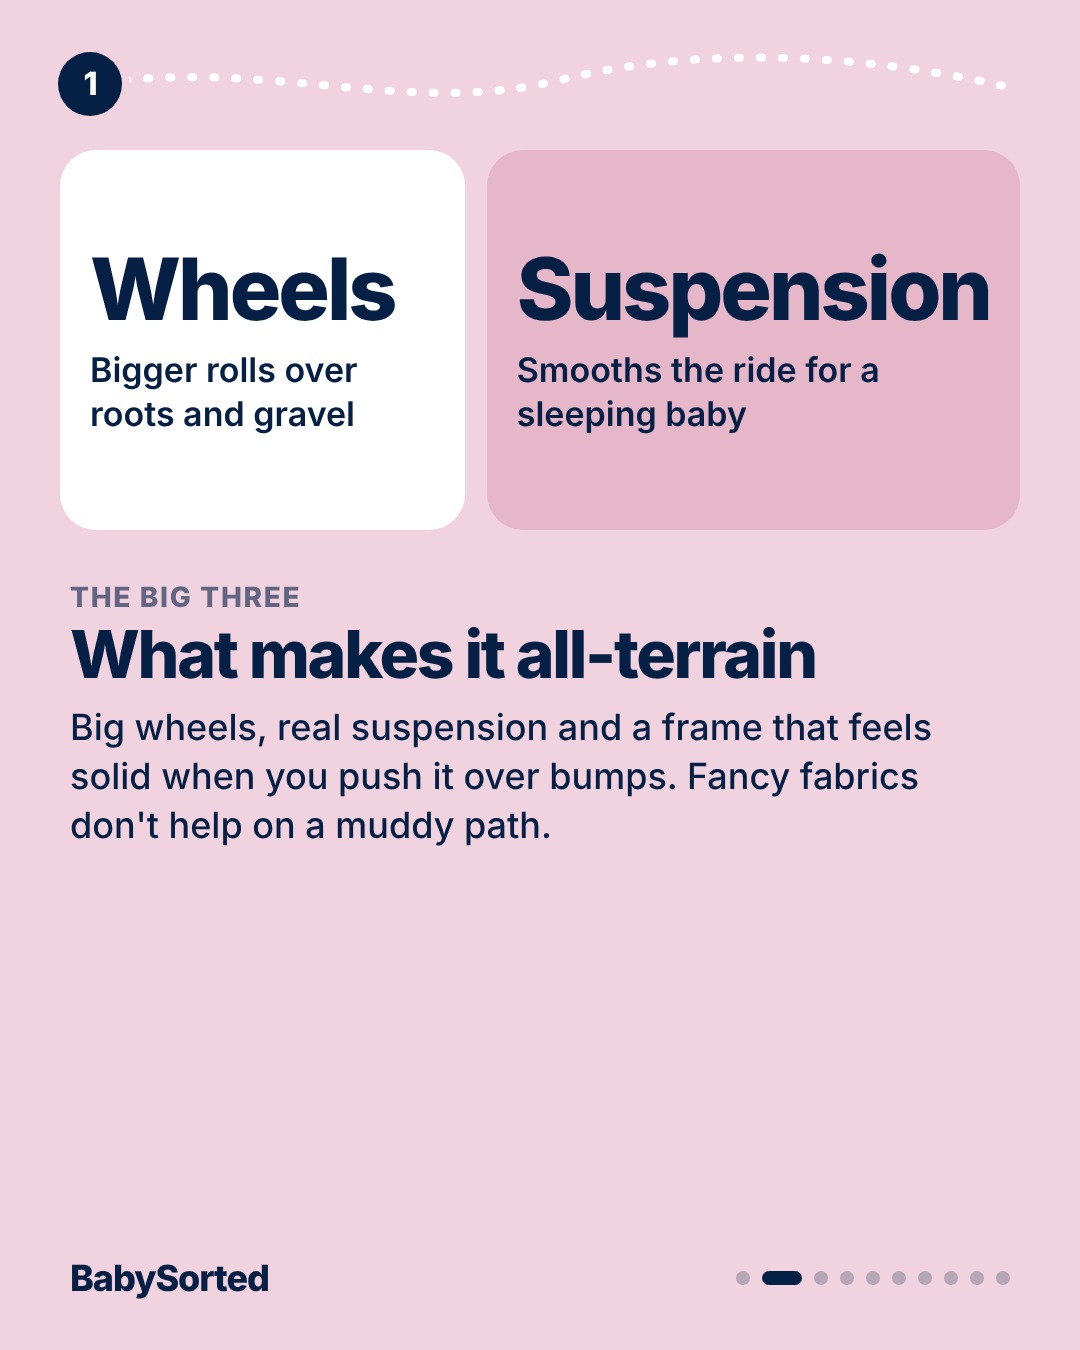 1
Wheels
Bigger rolls over
roots and gravel
Suspension
Smooths the ride for a
sleeping baby
THE BIG THREE
What makes it all-terrain
Big wheels, real suspension and a frame that feels
solid when you push it over bumps. Fancy fabrics
don't help on a muddy path.
BabySorted